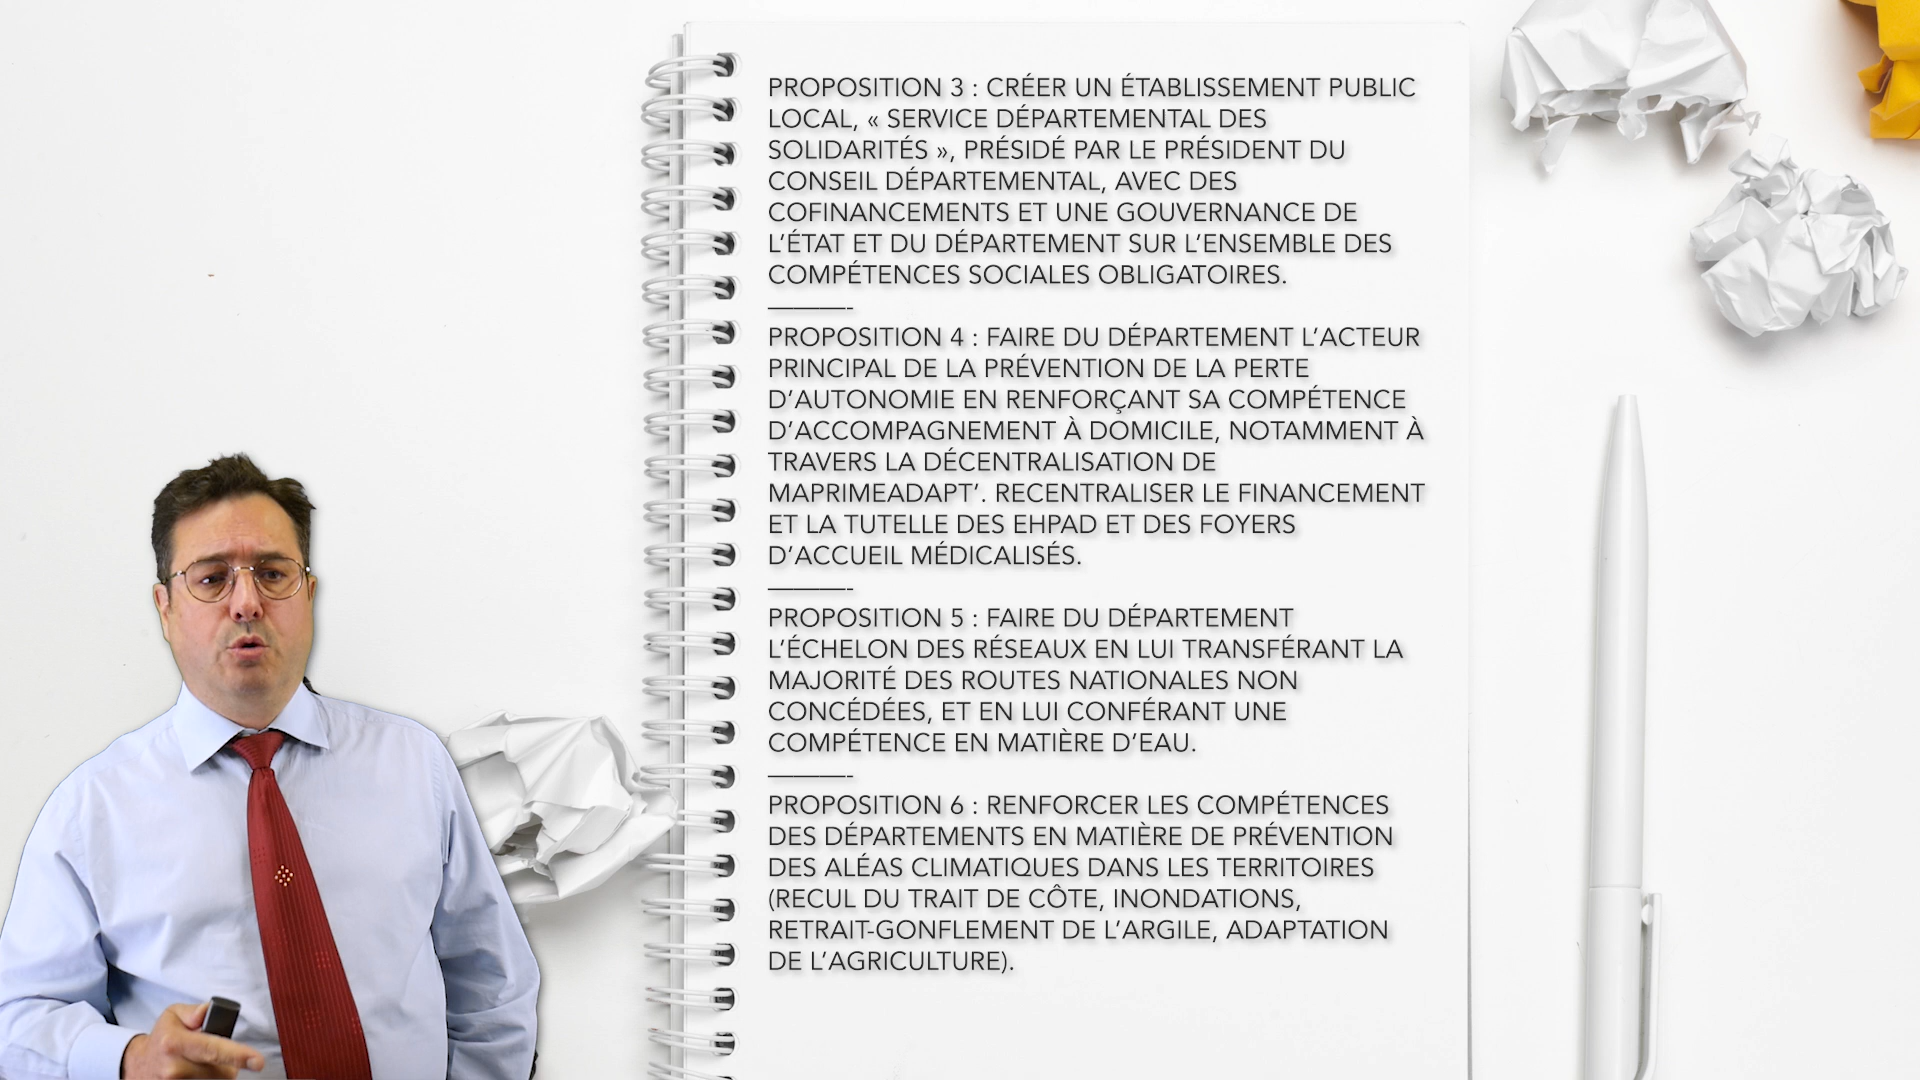 PROPOSITION 3 : CRÉER UN ÉTABLISSEMENT PUBLIC
LOCAL, « SERVICE DÉPARTEMENTAL DES
SOLIDARITÉS », PRÉSIDÉ PAR LE PRÉSIDENT DU
CONSEIL DÉPARTEMENTAL, AVEC DES
COFINANCEMENTS ET UNE GOUVERNANCE DE
L’ÉTAT ET DU DÉPARTEMENT SUR L’ENSEMBLE DES
COMPÉTENCES SOCIALES OBLIGATOIRES.
———-
PROPOSITION 4 : FAIRE DU DÉPARTEMENT L’ACTEUR
PRINCIPAL DE LA PRÉVENTION DE LA PERTE
D’AUTONOMIE EN RENFORÇANT SA COMPÉTENCE
D’ACCOMPAGNEMENT À DOMICILE, NOTAMMENT À
TRAVERS LA DÉCENTRALISATION DE
MAPRIMEADAPT’. RECENTRALISER LE FINANCEMENT
ET LA TUTELLE DES EHPAD ET DES FOYERS
D’ACCUEIL MÉDICALISÉS.
———-
PROPOSITION 5 : FAIRE DU DÉPARTEMENT
L’ÉCHELON DES RÉSEAUX EN LUI TRANSFÉRANT LA
MAJORITÉ DES ROUTES NATIONALES NON
CONCÉDÉES, ET EN LUI CONFÉRANT UNE
COMPÉTENCE EN MATIÈRE D’EAU.
———-
PROPOSITION 6 : RENFORCER LES COMPÉTENCES
DES DÉPARTEMENTS EN MATIÈRE DE PRÉVENTION
DES ALÉAS CLIMATIQUES DANS LES TERRITOIRES
(RECUL DU TRAIT DE CÔTE, INONDATIONS,
RETRAIT-GONFLEMENT DE L’ARGILE, ADAPTATION
DE L’AGRICULTURE).